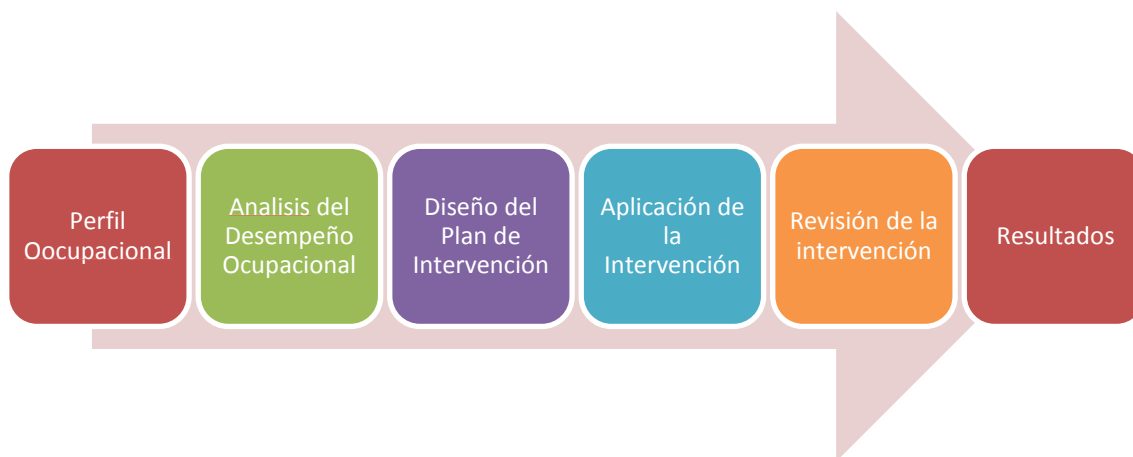 Perfil
Oocupacional
Analisis del
Desempeño
Ocupacional
Diseño del
Plan de
Intervención
Aplicación de
la
Intervención
Revisión de la
intervención
Resultados